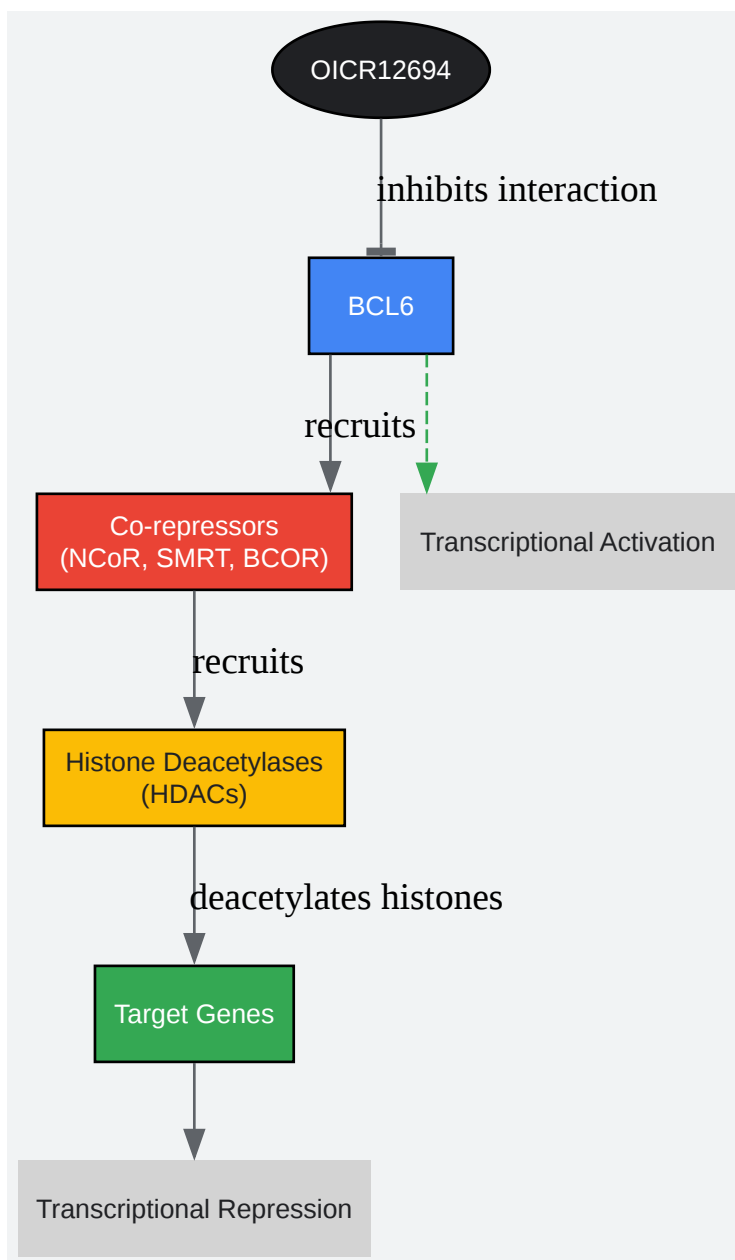 OICR12694
inhibits interaction
BCL6
recruits
Co-repressors
(NCoR, SMRT, BCOR)
Transcriptional Activation
recruits
Histone Deacetylases
(HDACs)
deacetylates histones
Target Genes
Transcriptional Repression